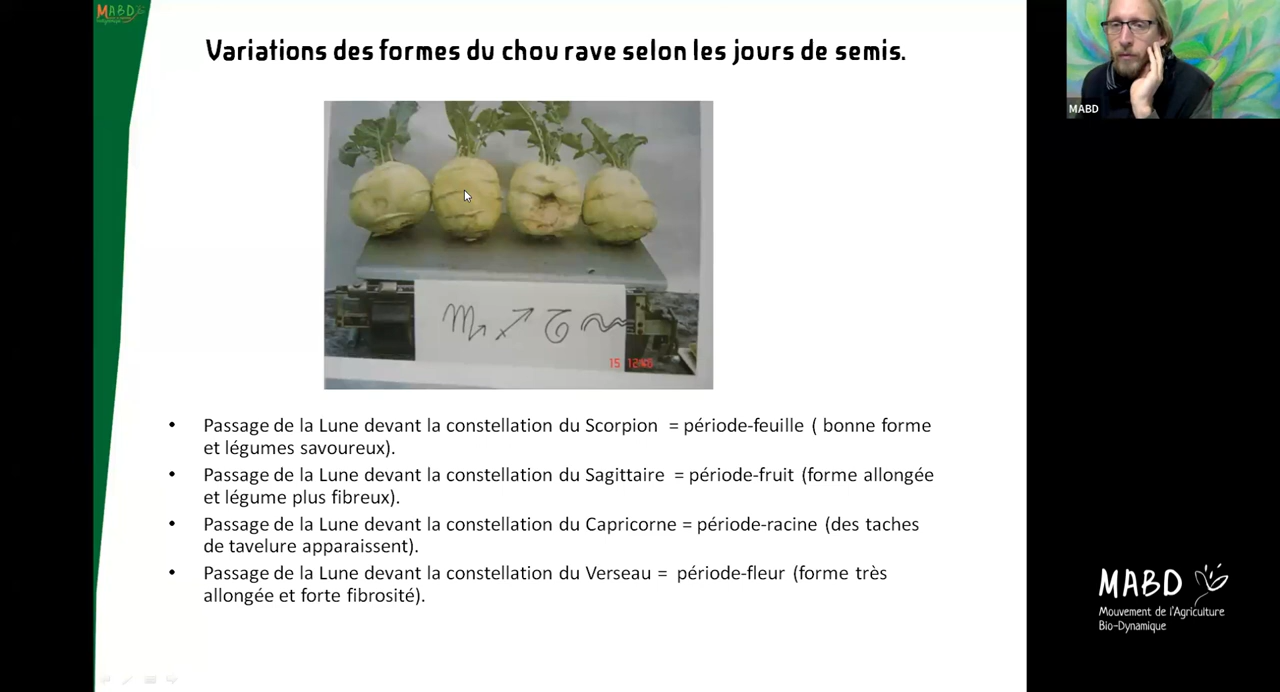 MABD
Variations des formes du chou rave selon les jours de semis.
MABD
• Passage de la Lune devant la constellation du Scorpion = période-feuille ( bonne forme
et légumes savoureux).
• Passage de la Lune devant la constellation du Sagittaire = période-fruit (forme allongée
et légume plus fibreux).
• Passage de la Lune devant la constellation du Capricorne = période-racine (des taches
de tavelure apparaissent).
• Passage de la Lune devant la constellation du Verseau = période-fleur (forme très
allongée et forte fibrosité).
MABD
Mouvement de l'Agriculture
Bio-Dynamique